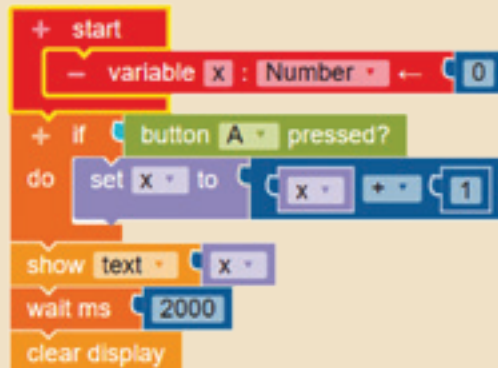 + start
− variable x : Number ← 0
+ if button A pressed?
do set x to x + 1
show text x
wait ms 2000
clear display